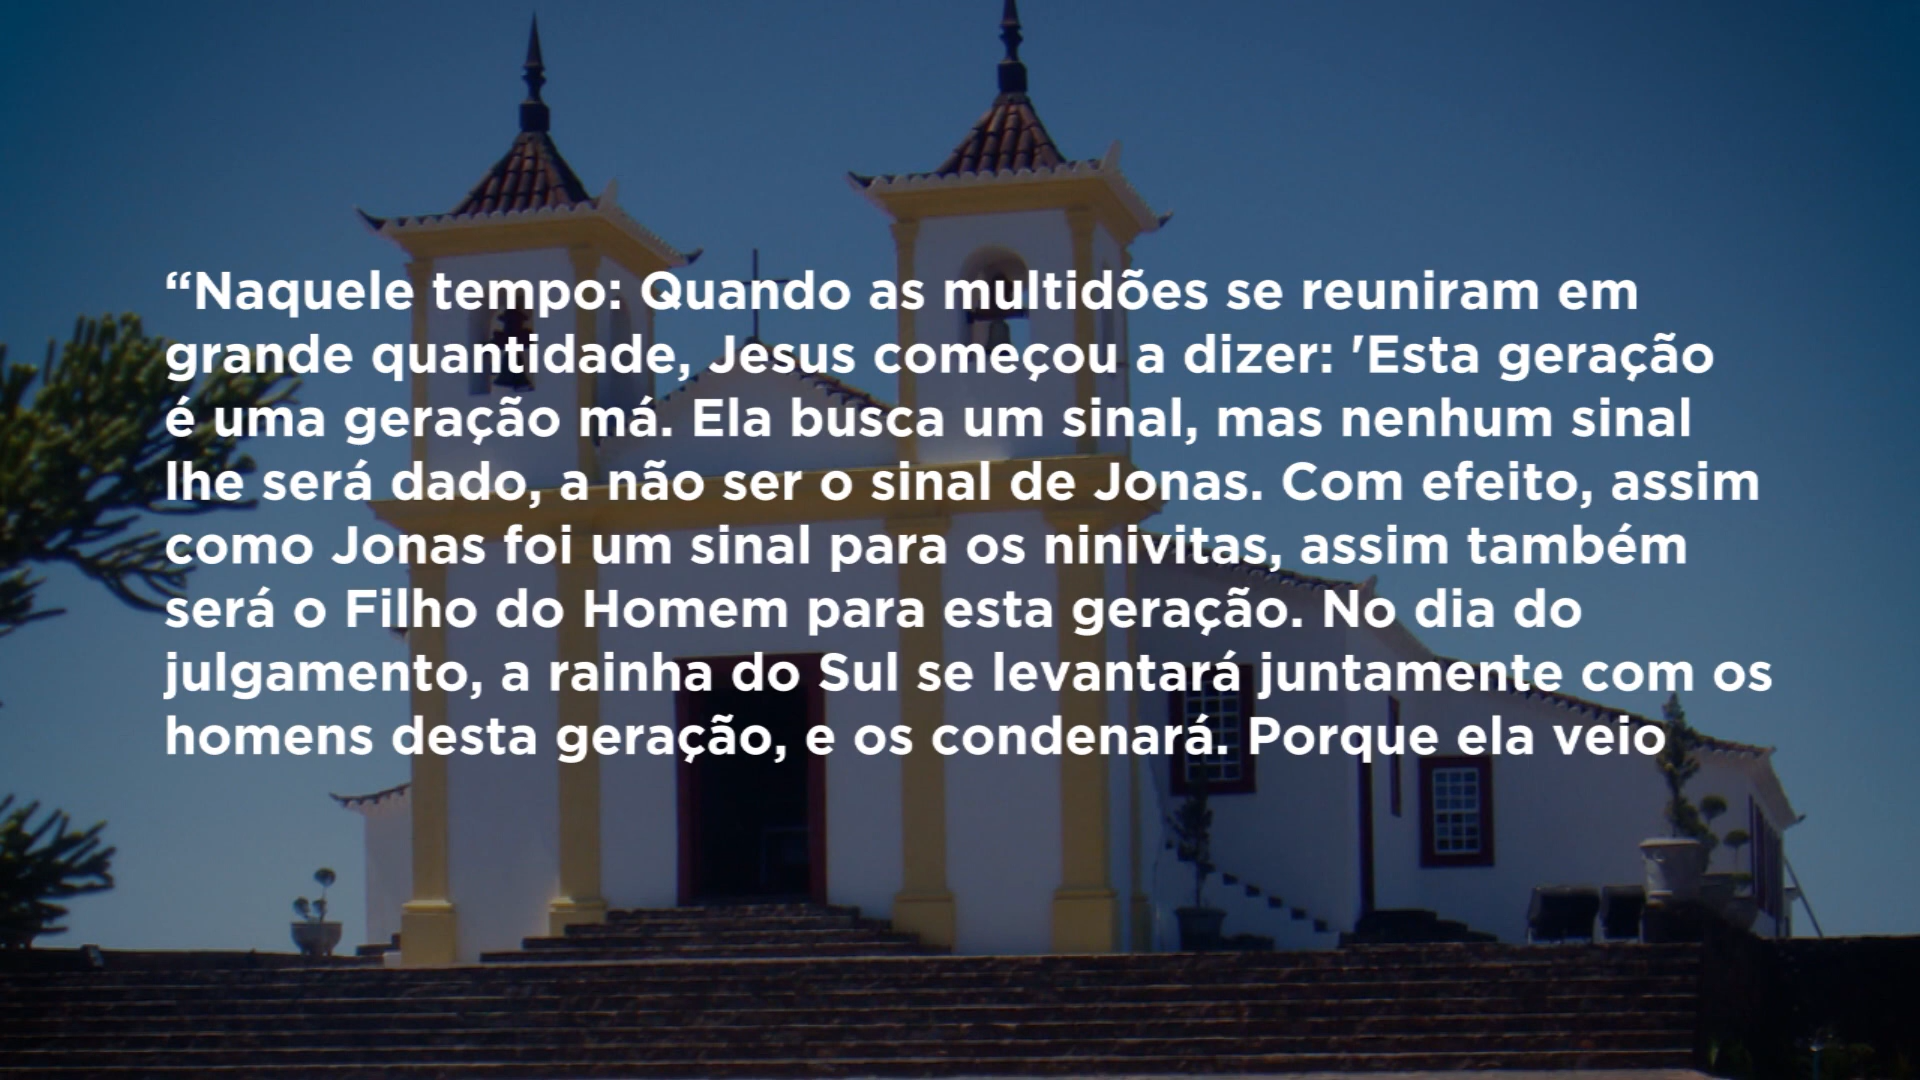 “Naquele tempo: Quando as multidões se reuniram em
grande quantidade, Jesus começou a dizer: 'Esta geração
é uma geração má. Ela busca um sinal, mas nenhum sinal
lhe será dado, a não ser o sinal de Jonas. Com efeito, assim
como Jonas foi um sinal para os ninivitas, assim também
será o Filho do Homem para esta geração. No dia do
julgamento, a rainha do Sul se levantará juntamente com os
homens desta geração, e os condenará. Porque ela veio